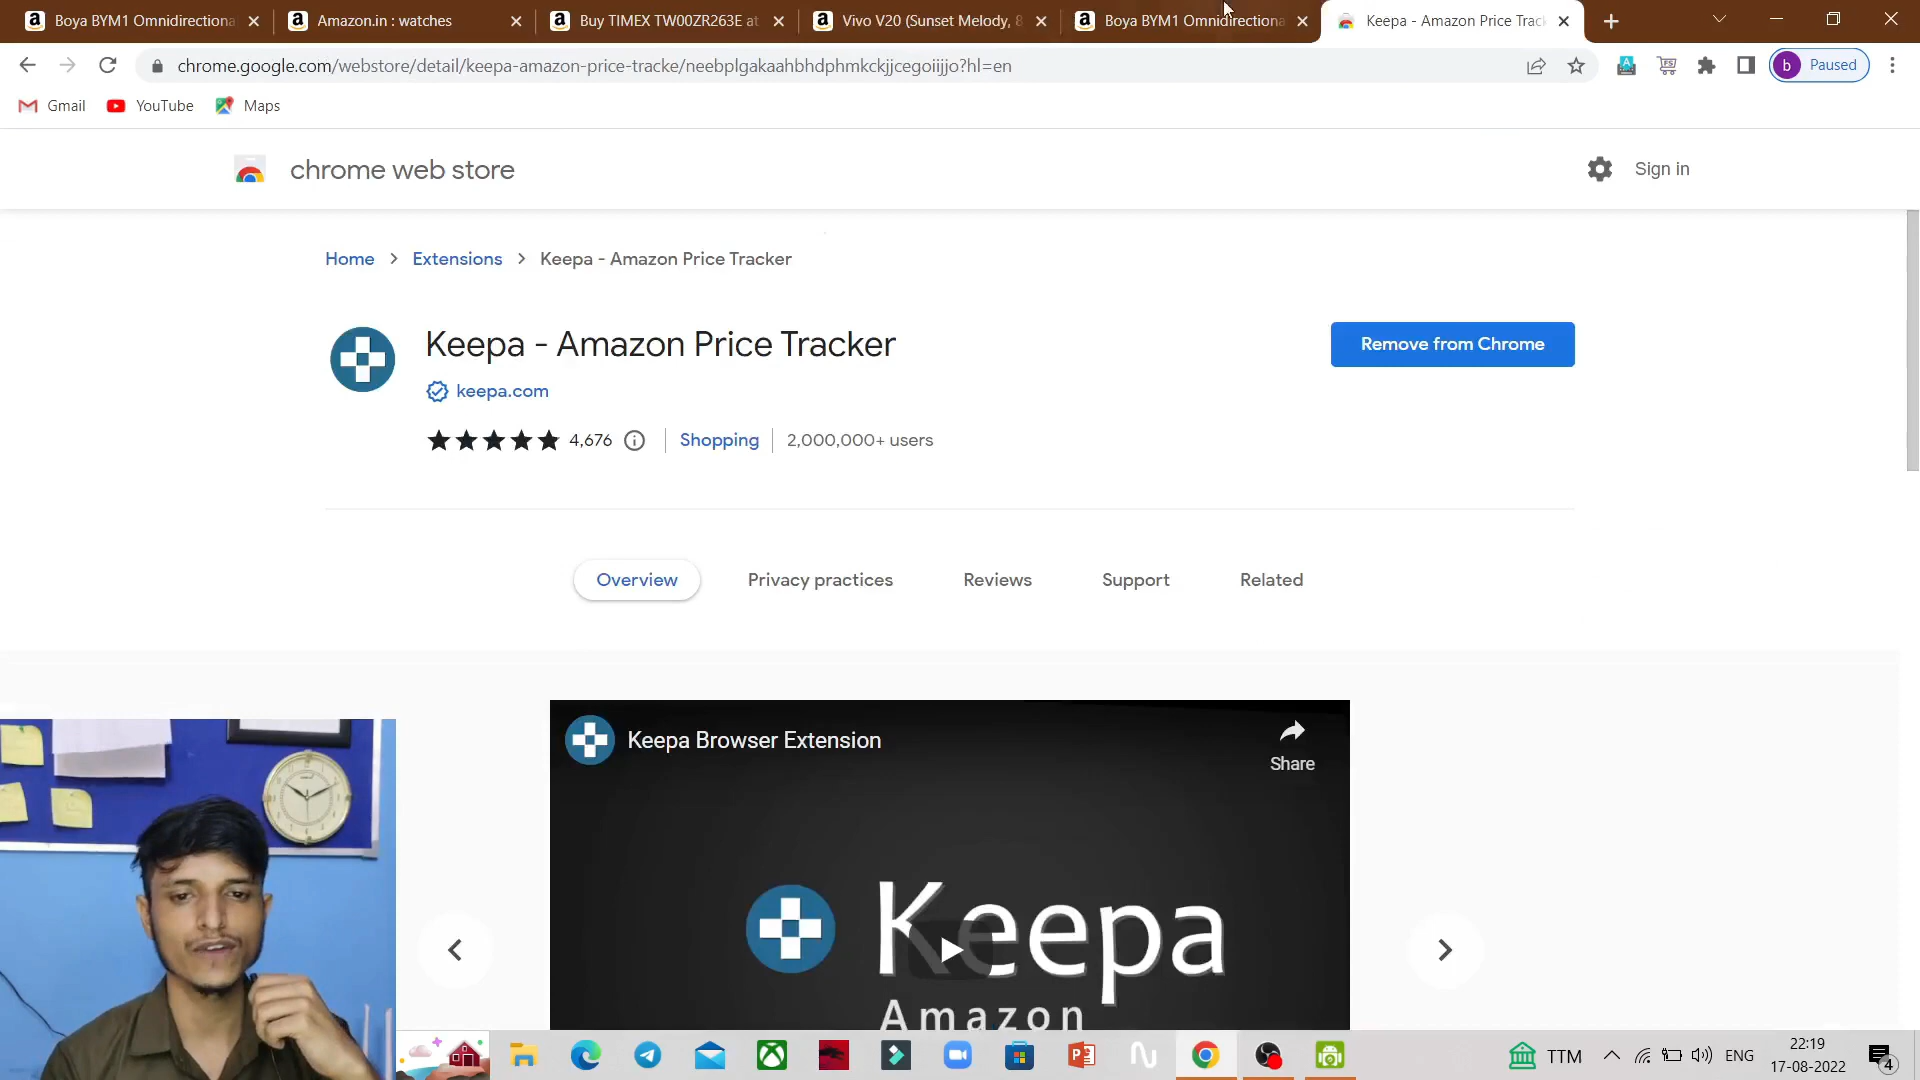 Boya BYM1 Omnidirectiona
Amazon.in : watches
Buy TIMEX TW00ZR263E at
Vivo V20 (Sunset Melody, 8
Boya BYM1 Omnidirectiona
Keepa - Amazon Price Trac
chrome.google.com/webstore/detail/keepa-amazon-price-tracke/neebplgakaahbhdphmkckjjcegoiijjo?hl=en
b Paused
Gmail
YouTube
Maps
chrome web store
Sign in
Home > Extensions > Keepa - Amazon Price Tracker
Keepa - Amazon Price Tracker
Remove from Chrome
keepa.com
4,676
Shopping
2,000,000+ users
Overview
Privacy practices
Reviews
Support
Related
Keepa Browser Extension
Share
Keepa
Amazon
TTM
ENG
22:19
17-08-2022
4